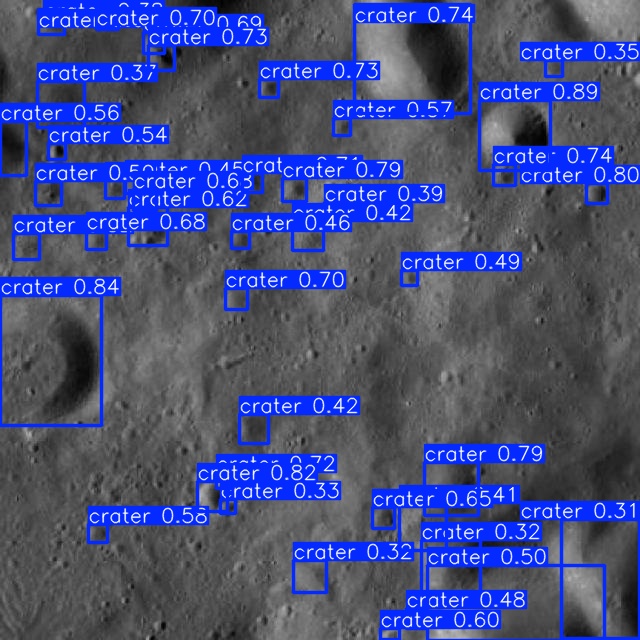 crater 0.70
crater 0.74
crater 0.73
crater 0.35
crater 0.37
crater 0.73
crater 0.89
crater 0.57
crater 0.56
crater 0.54
crater 0.74
crater 0.79
crater 0.80
crater 0.39
crater 0.62
crater 0.42
crater
crater 0.68
crater 0.46
crater 0.49
crater 0.70
crater 0.84
crater 0.42
crater 0.79
crater 0.82
crater 0.33
crater 0.65
crater 0.58
crater 0.31
crater 0.32
crater 0.32
crater 0.50
crater 0.48
crater 0.60